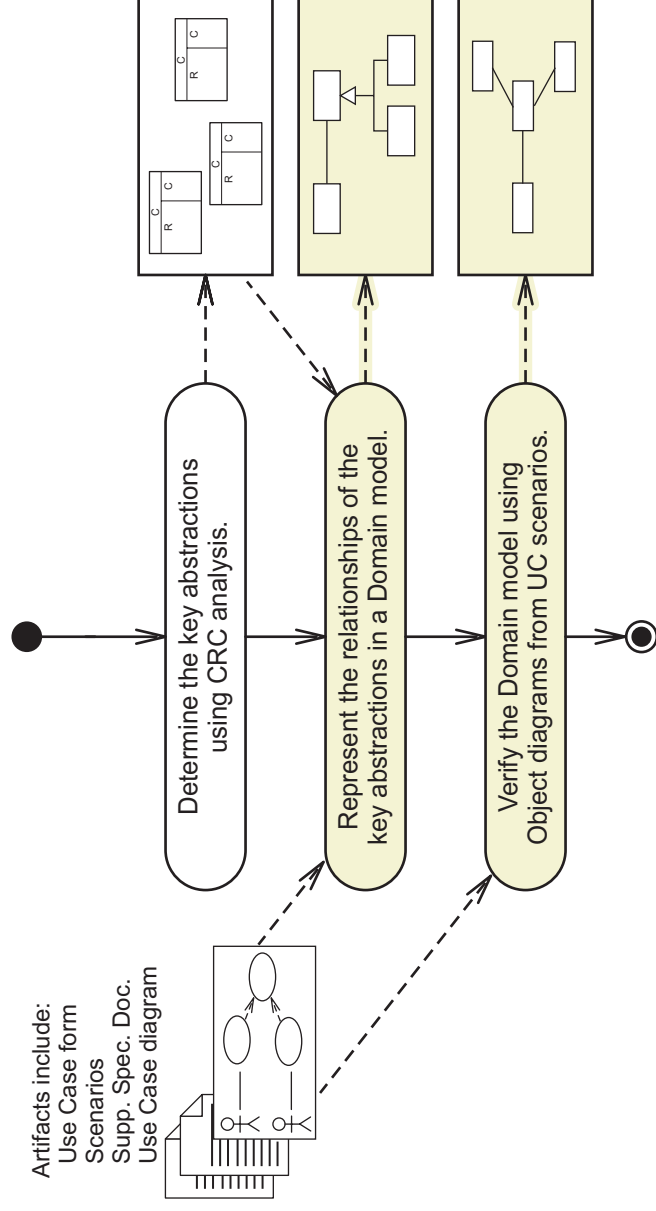 Artifacts include:
Use Case form
Scenarios
Supp. Spec. Doc.
Use Case diagram
Determine the key abstractions
using CRC analysis.
C
R C
C
R C
C
R C
Represent the relationships of the
key abstractions in a Domain model.
Verify the Domain model using
Object diagrams from UC scenarios.